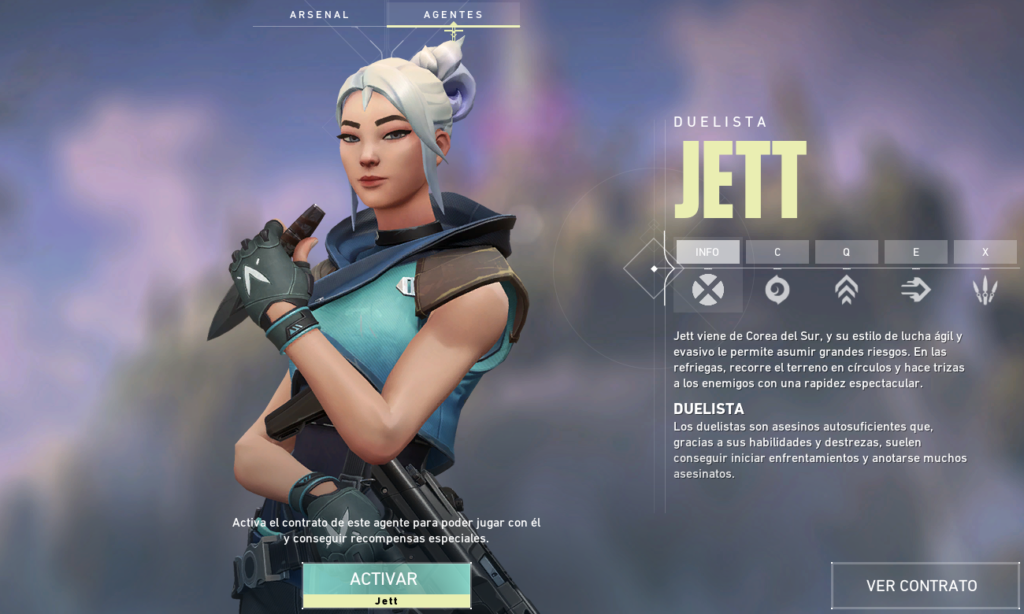 ARSENAL
AGENTES
DUELISTA
JETT
INFO
C
Q
E
X
Jett viene de Corea del Sur, y su estilo de lucha ágil y
evasivo le permite asumir grandes riesgos. En las
refriegas, recorre el terreno en círculos y hace trizas
a los enemigos con una rapidez espectacular.
DUELISTA
Los duelistas son asesinos autosuficientes que,
gracias a sus habilidades y destrezas, suelen
conseguir iniciar enfrentamientos y anotarse muchos
asesinatos.
Activa el contrato de este agente para poder jugar con él
y conseguir recompensas especiales.
ACTIVAR
Jett
VER CONTRATO